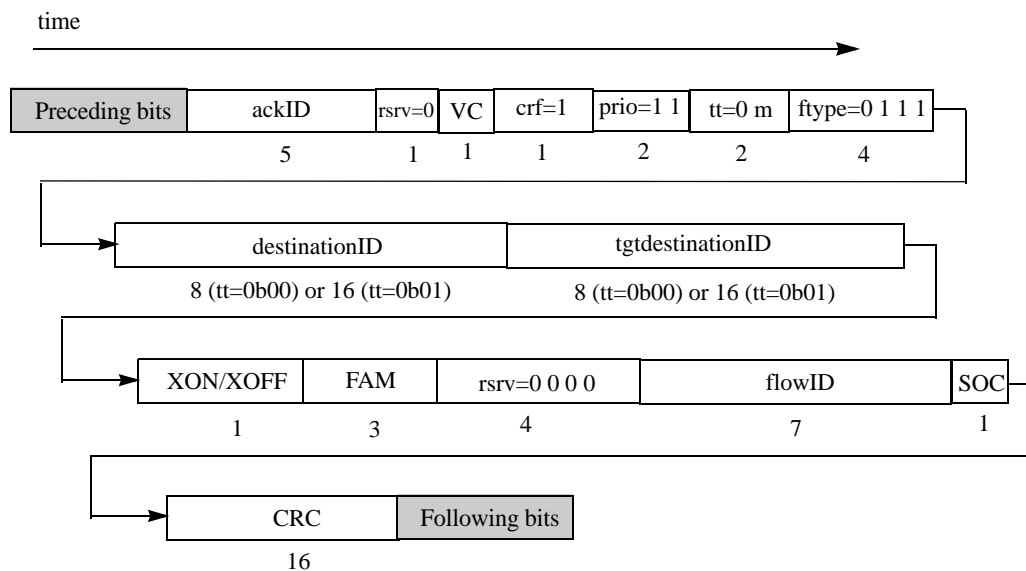 time
Preceding bits ackID rsrv=0 VC crf=1 prio=1 1 tt=0 m ftype=0 1 1 1
5 1 1 1 2 2 4
destinationID tgtdestinationID
8 (tt=0b00) or 16 (tt=0b01) 8 (tt=0b00) or 16 (tt=0b01)
XON/XOFF FAM rsrv=0 0 0 0 flowID SOC
1 3 4 7 1
CRC Following bits
16